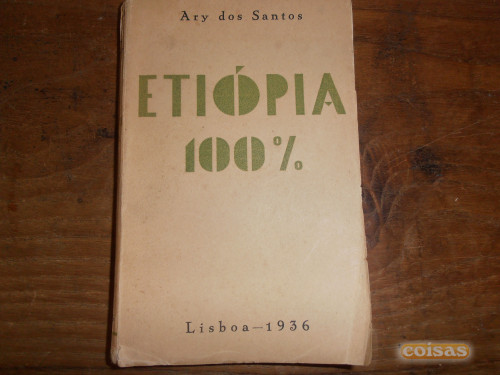 Ary dos Santos
ETIÓPIA
100%
Lisboa—1936
coisas